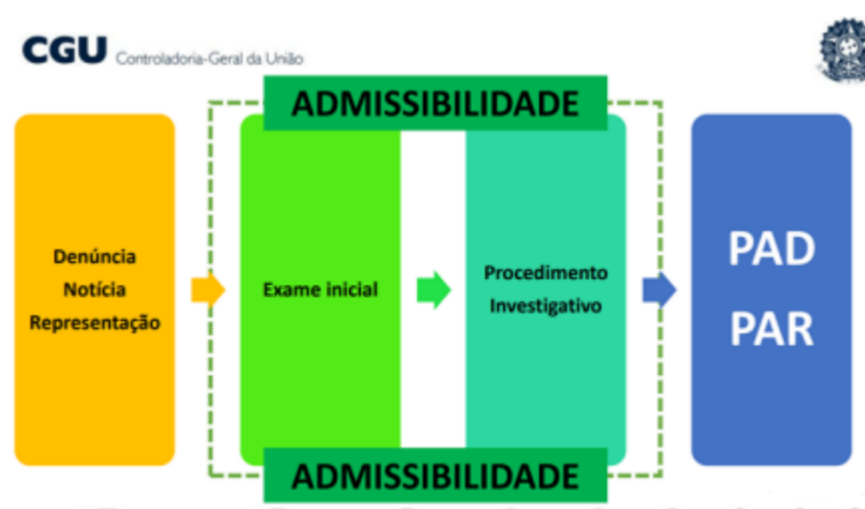 CGU Controladoria-Geral da União
ADMISSIBILIDADE
Denúncia
Notícia
Representação
Exame inicial
Procedimento
Investigativo
PAD
PAR
ADMISSIBILIDADE